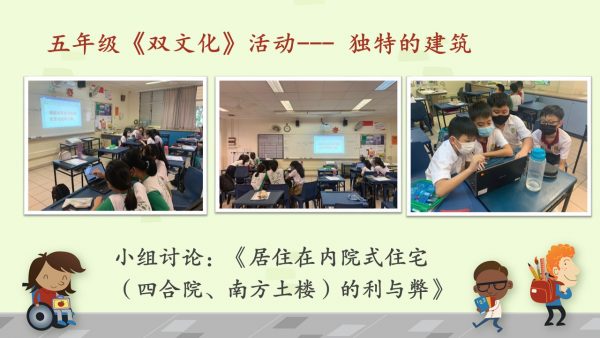 五年级《双文化》活动--- 独特的建筑
小组讨论：《居住在内院式住宅
（四合院、南方土楼）的利与弊》